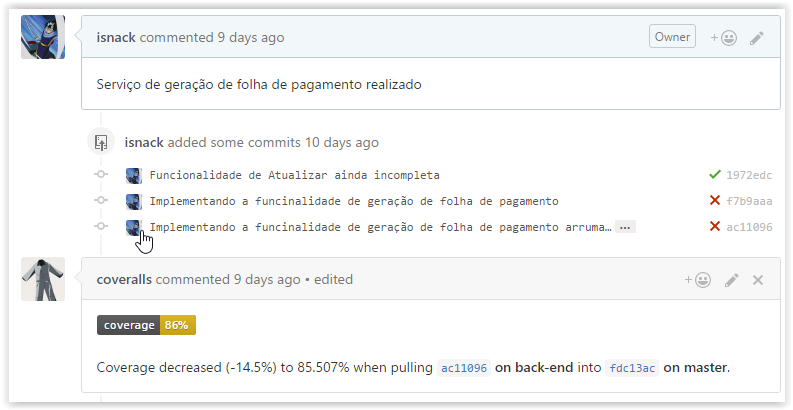 isnack commented 9 days ago Owner +
Serviço de geração de folha de pagamento realizado
isnack added some commits 10 days ago
Funcionalidade de Atualizar ainda incompleta 1972edc
Implementando a funcinalidade de geração de folha de pagamento f7b9aaa
Implementando a funcinalidade de geração de folha de pagamento arruma… ... ac11096
coveralls commented 9 days ago • edited +
coverage 86%
Coverage decreased (-14.5%) to 85.507% when pulling ac11096 on back-end into fdc13ac on master.